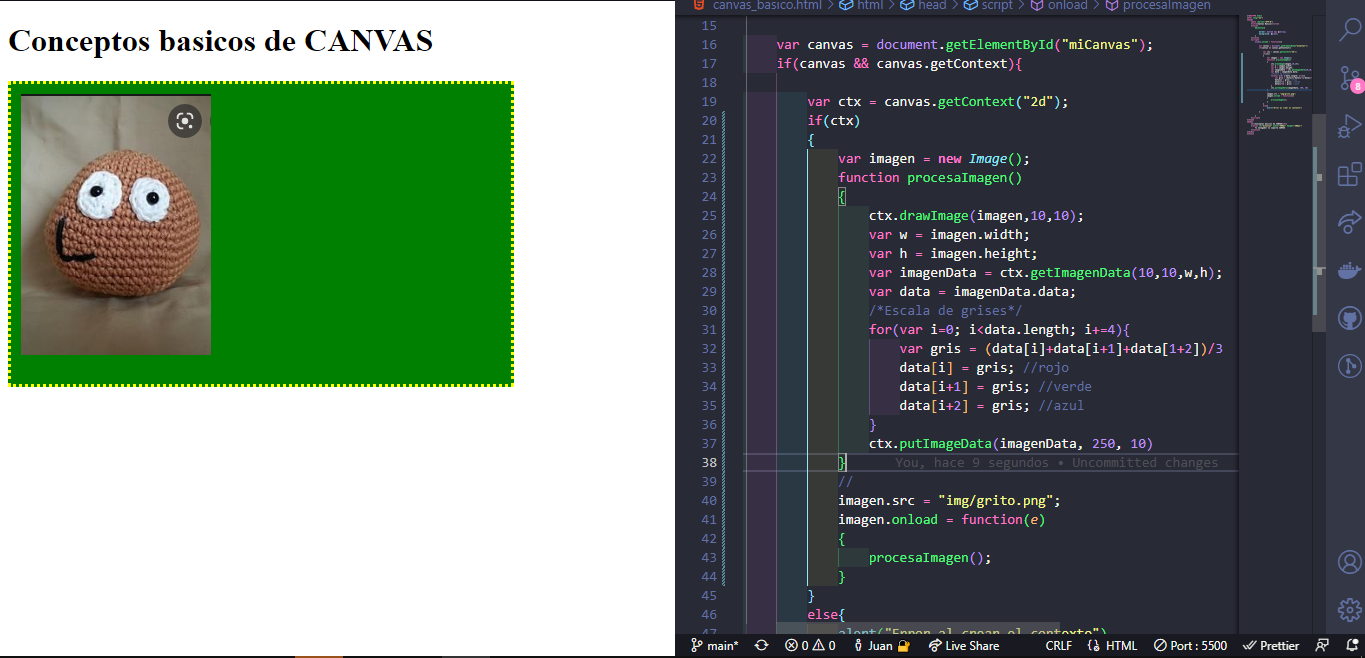 Conceptos basicos de CANVAS
canvas_basico.html > html > head > script > onload > procesaImagen
15
16 var canvas = document.getElementById("miCanvas");
17 if(canvas && canvas.getContext){
18
19 var ctx = canvas.getContext("2d");
20 if(ctx)
21 {
22 var imagen = new Image();
23 function procesaImagen()
24 {
25 ctx.drawImage(imagen,10,10);
26 var w = imagen.width;
27 var h = imagen.height;
28 var imagenData = ctx.getImagenData(10,10,w,h);
29 var data = imagenData.data;
30 /*Escala de grises*/
31 for(var i=0; i<data.length; i+=4){
32 var gris = (data[i]+data[i+1]+data[1+2])/3
33 data[i] = gris; //rojo
34 data[i+1] = gris; //verde
35 data[i+2] = gris; //azul
36 }
37 ctx.putImageData(imagenData, 250, 10)
38 } You, hace 9 segundos • Uncommitted changes
39 //
40 imagen.src = "img/grito.png";
41 imagen.onload = function(e)
42 {
43 procesaImagen();
44 }
45 }
46 else{
47 alert("Error al crear el contexto")
8
main* 0 0 Juan Live Share CRLF HTML Port : 5500 Prettier